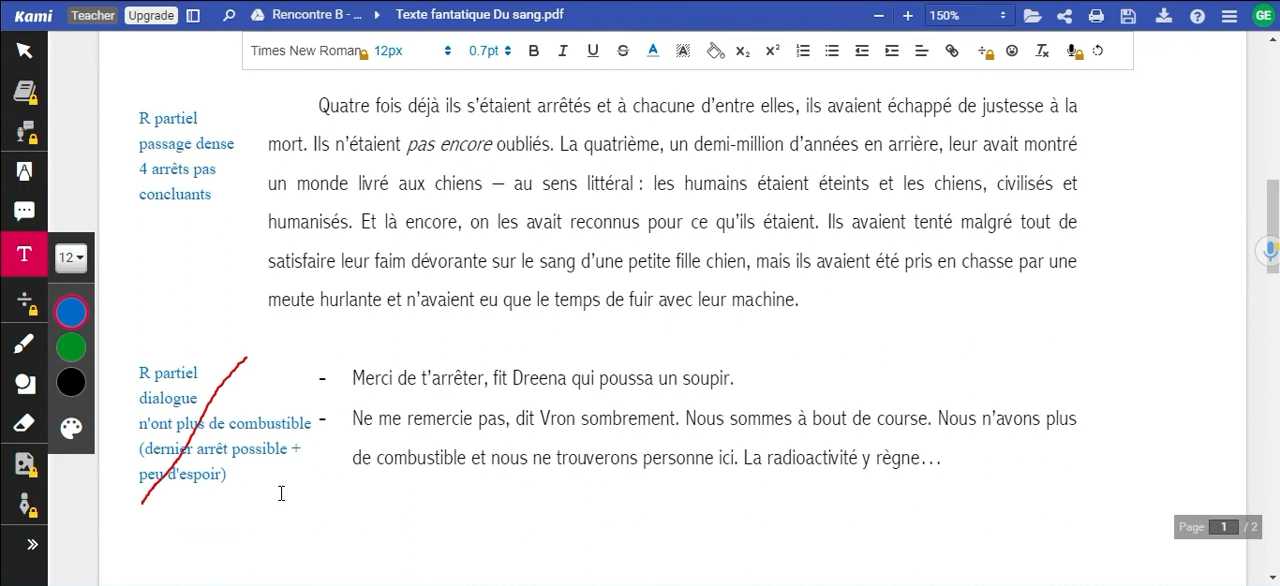 Kami Teacher Upgrade Rencontre B - ... Texte fantatique Du sang.pdf 150% GE
Times New Roman 12px 0.7pt B I U S A A X₂ X²
Quatre fois déjà ils s'étaient arrêtés et à chacune d'entre elles, ils avaient échappé de justesse à la
mort. Ils n'étaient pas encore oubliés. La quatrième, un demi-million d'années en arrière, leur avait montré
un monde livré aux chiens – au sens littéral : les humains étaient éteints et les chiens, civilisés et
humanisés. Et là encore, on les avait reconnus pour ce qu'ils étaient. Ils avaient tenté malgré tout de
satisfaire leur faim dévorante sur le sang d'une petite fille chien, mais ils avaient été pris en chasse par une
meute hurlante et n'avaient eu que le temps de fuir avec leur machine.
R partiel
passage dense
4 arrêts pas
concluants
12
R partiel
dialogue
n'ont plus de combustible
(dernier arrêt possible +
peu d'espoir)
- Merci de t'arrêter, fit Dreena qui poussa un soupir.
- Ne me remercie pas, dit Vron sombrement. Nous sommes à bout de course. Nous n'avons plus
de combustible et nous ne trouverons personne ici. La radioactivité y règne…
Page 1 / 2